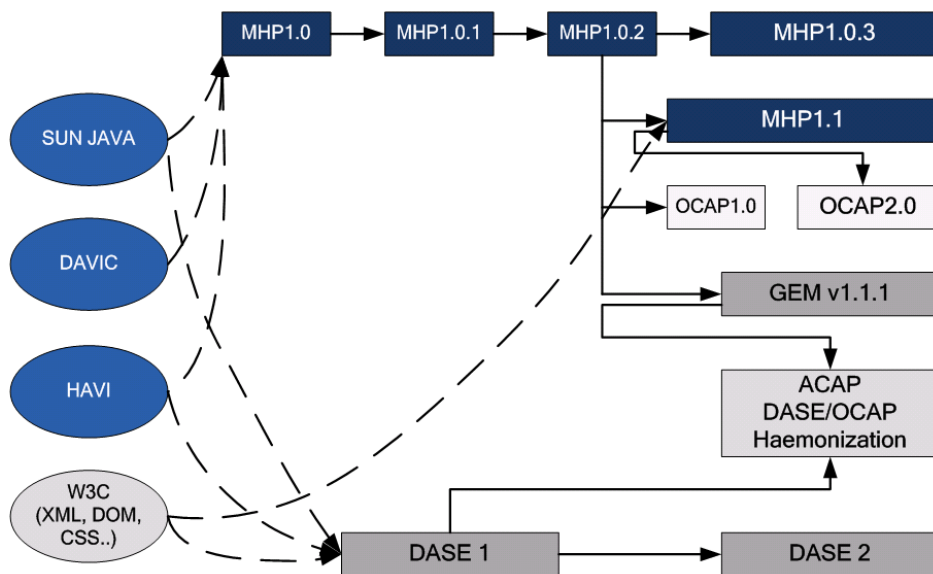 MHP1.0
MHP1.0.1
MHP1.0.2
MHP1.0.3
SUN JAVA
MHP1.1
OCAP1.0
OCAP2.0
DAVIC
GEM v1.1.1
HAVI
ACAP
DASE/OCAP
Haemonization
W3C
(XML, DOM,
CSS..)
DASE 1
DASE 2